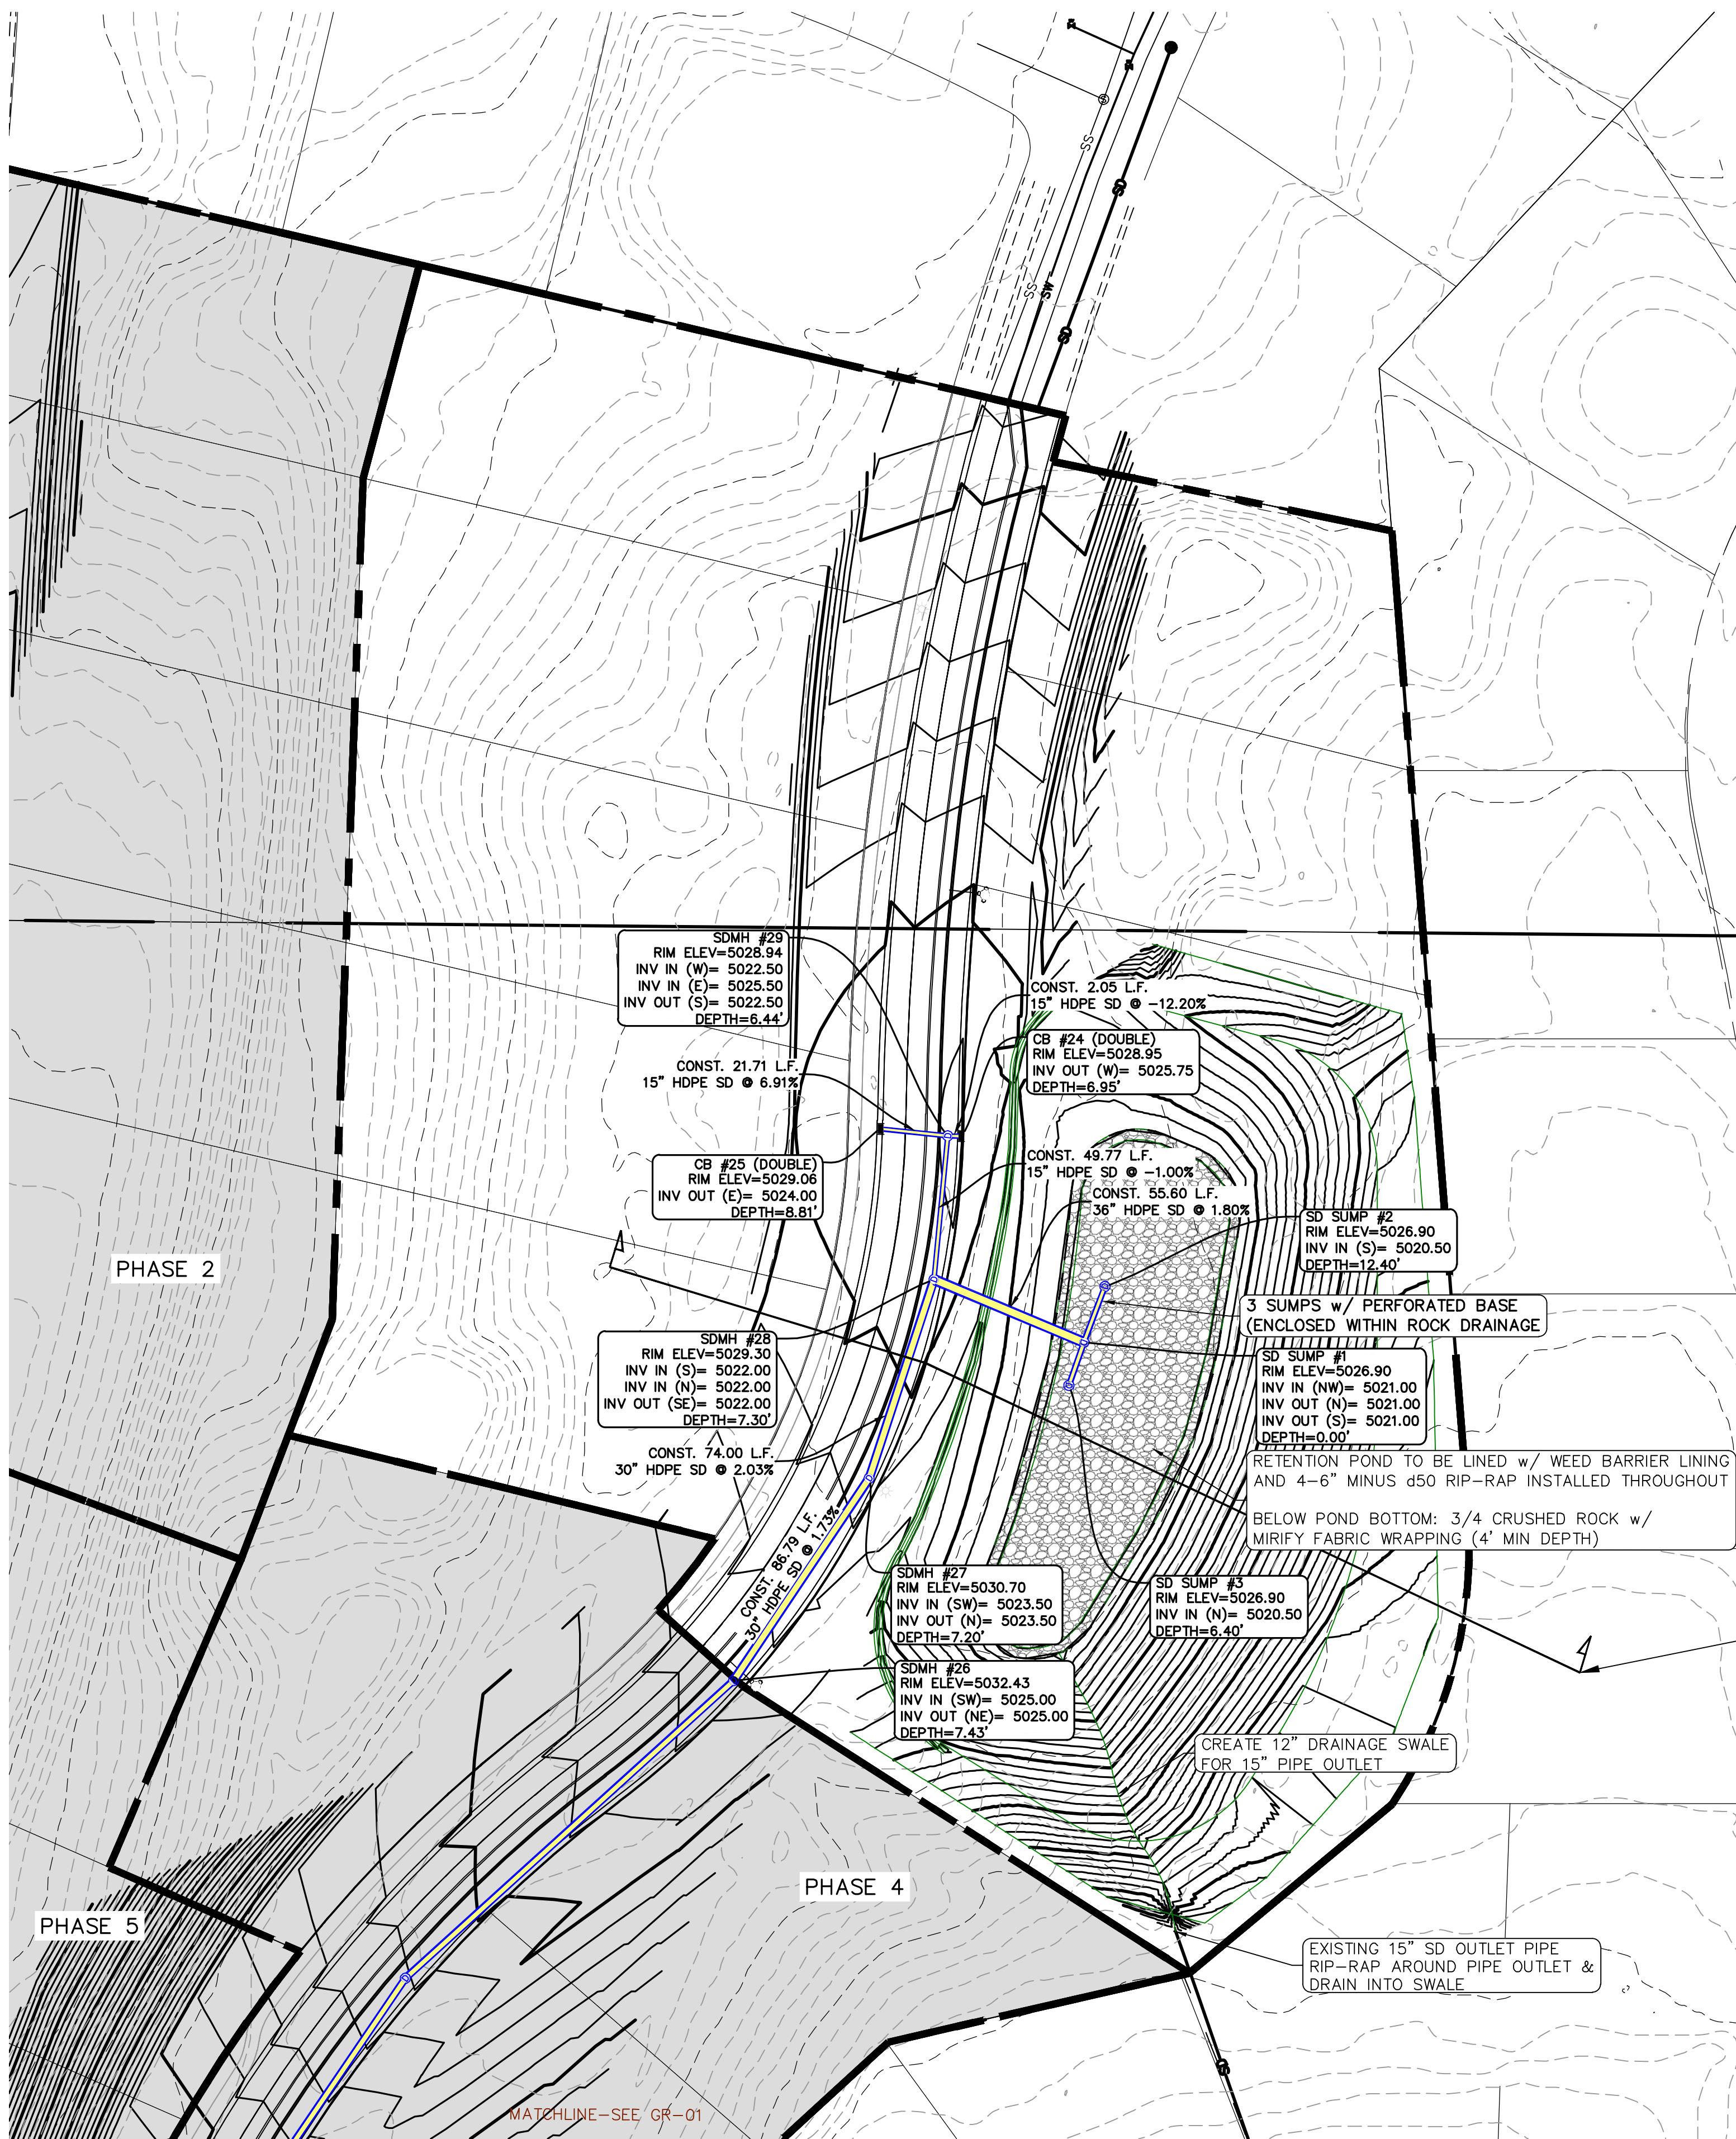 SS
SD
SS
SW
SD
SDMH #29
RIM ELEV=5028.94
INV IN (W)= 5022.50
INV IN (E)= 5025.50
INV OUT (S)= 5022.50
DEPTH=6.44'
CONST. 2.05 L.F.
15" HDPE SD @ -12.20%
CB #24 (DOUBLE)
RIM ELEV=5028.95
INV OUT (W)= 5025.75
DEPTH=6.95'
CONST. 21.71 L.F.
15" HDPE SD @ 6.91%
CB #25 (DOUBLE)
RIM ELEV=5029.06
INV OUT (E)= 5024.00
DEPTH=8.81'
CONST. 49.77 L.F.
15" HDPE SD @ -1.00%
CONST. 55.60 L.F.
36" HDPE SD @ 1.80%
SD SUMP #2
RIM ELEV=5026.90
INV IN (S)= 5020.50
DEPTH=12.40'
PHASE 2
3 SUMPS w/ PERFORATED BASE
(ENCLOSED WITHIN ROCK DRAINAGE
SDMH #28
RIM ELEV=5029.30
INV IN (S)= 5022.00
INV IN (N)= 5022.00
INV OUT (SE)= 5022.00
DEPTH=7.30'
SD SUMP #1
RIM ELEV=5026.90
INV IN (NW)= 5021.00
INV OUT (N)= 5021.00
INV OUT (S)= 5021.00
DEPTH=0.00'
CONST. 74.00 L.F.
30" HDPE SD @ 2.03%
RETENTION POND TO BE LINED w/ WEED BARRIER LINING
AND 4-6" MINUS d50 RIP-RAP INSTALLED THROUGHOUT
BELOW POND BOTTOM: 3/4 CRUSHED ROCK w/
MIRIFY FABRIC WRAPPING (4' MIN DEPTH)
CONST. 86.79 L.F.
30" HDPE SD @ 1.73%
SDMH #27
RIM ELEV=5030.70
INV IN (SW)= 5023.50
INV OUT (N)= 5023.50
DEPTH=7.20'
SD SUMP #3
RIM ELEV=5026.90
INV IN (N)= 5020.50
DEPTH=6.40'
SDMH #26
RIM ELEV=5032.43
INV IN (SW)= 5025.00
INV OUT (NE)= 5025.00
DEPTH=7.43'
CREATE 12" DRAINAGE SWALE
FOR 15" PIPE OUTLET
PHASE 4
PHASE 5
EXISTING 15" SD OUTLET PIPE
RIP-RAP AROUND PIPE OUTLET &
DRAIN INTO SWALE
SD
MATCHLINE-SEE GR-01